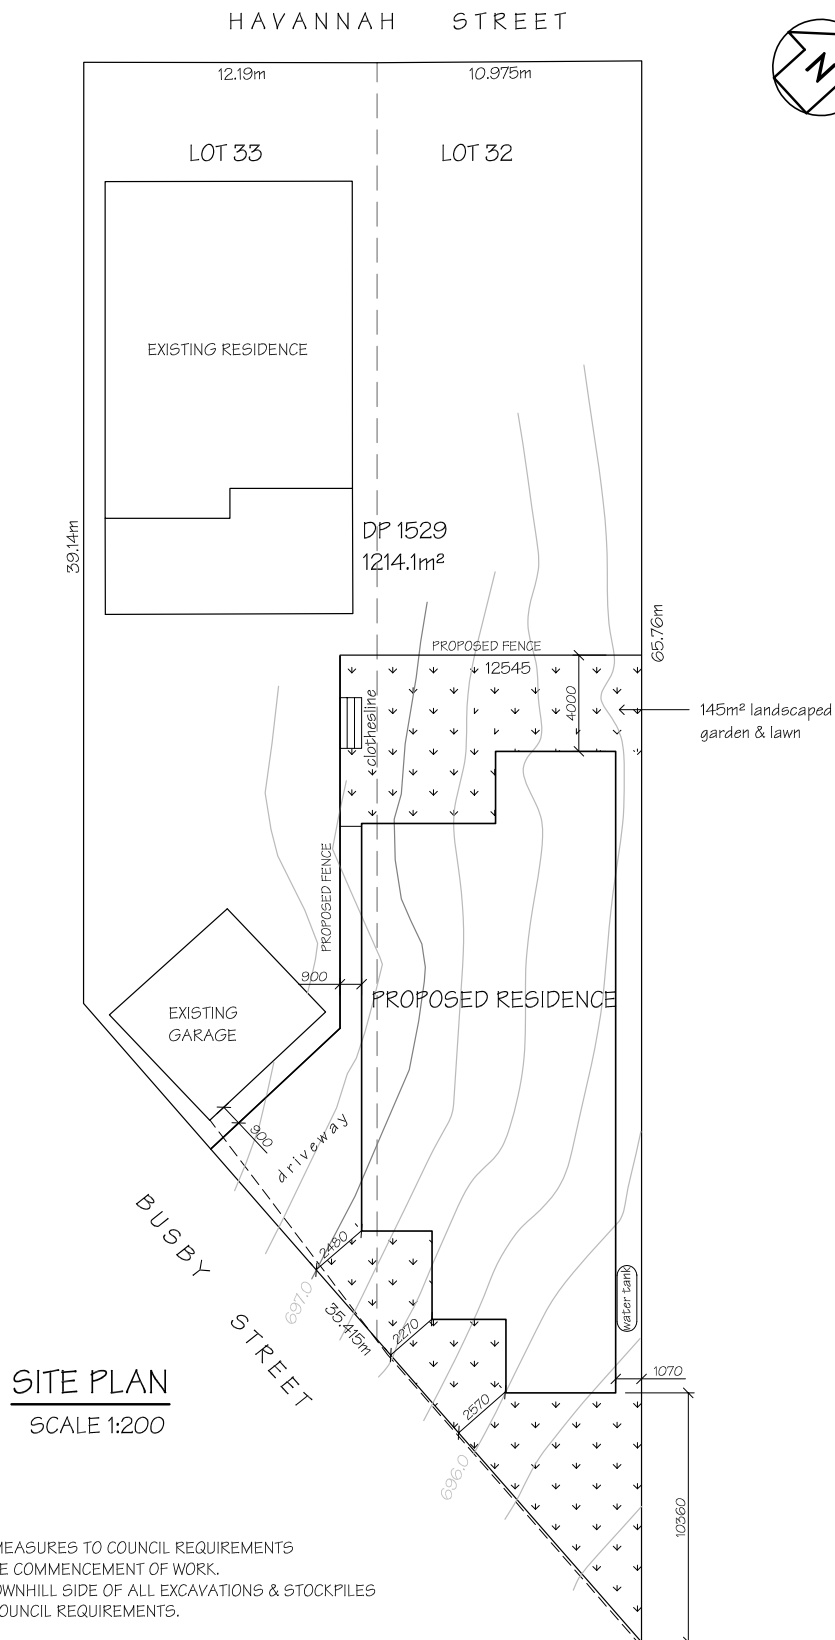 HAVANNAH STREET
12.19m
10.975m
N
LOT 33
LOT 32
EXISTING RESIDENCE
DP 1529
1214.1m²
39.14m
65.76m
PROPOSED FENCE
12545
4000
clothesline
145m² landscaped
garden & lawn
PROPOSED FENCE
900
PROPOSED RESIDENCE
EXISTING
GARAGE
900
driveway
BUSBY STREET
2480
697.0
35.415m
2270
water tank
1070
2570
696.0
10360
SITE PLAN
SCALE 1:200
MEASURES TO COUNCIL REQUIREMENTS
COMMENCEMENT OF WORK.
SIDE OF ALL EXCAVATIONS & STOCKPILES
REQUIREMENTS.